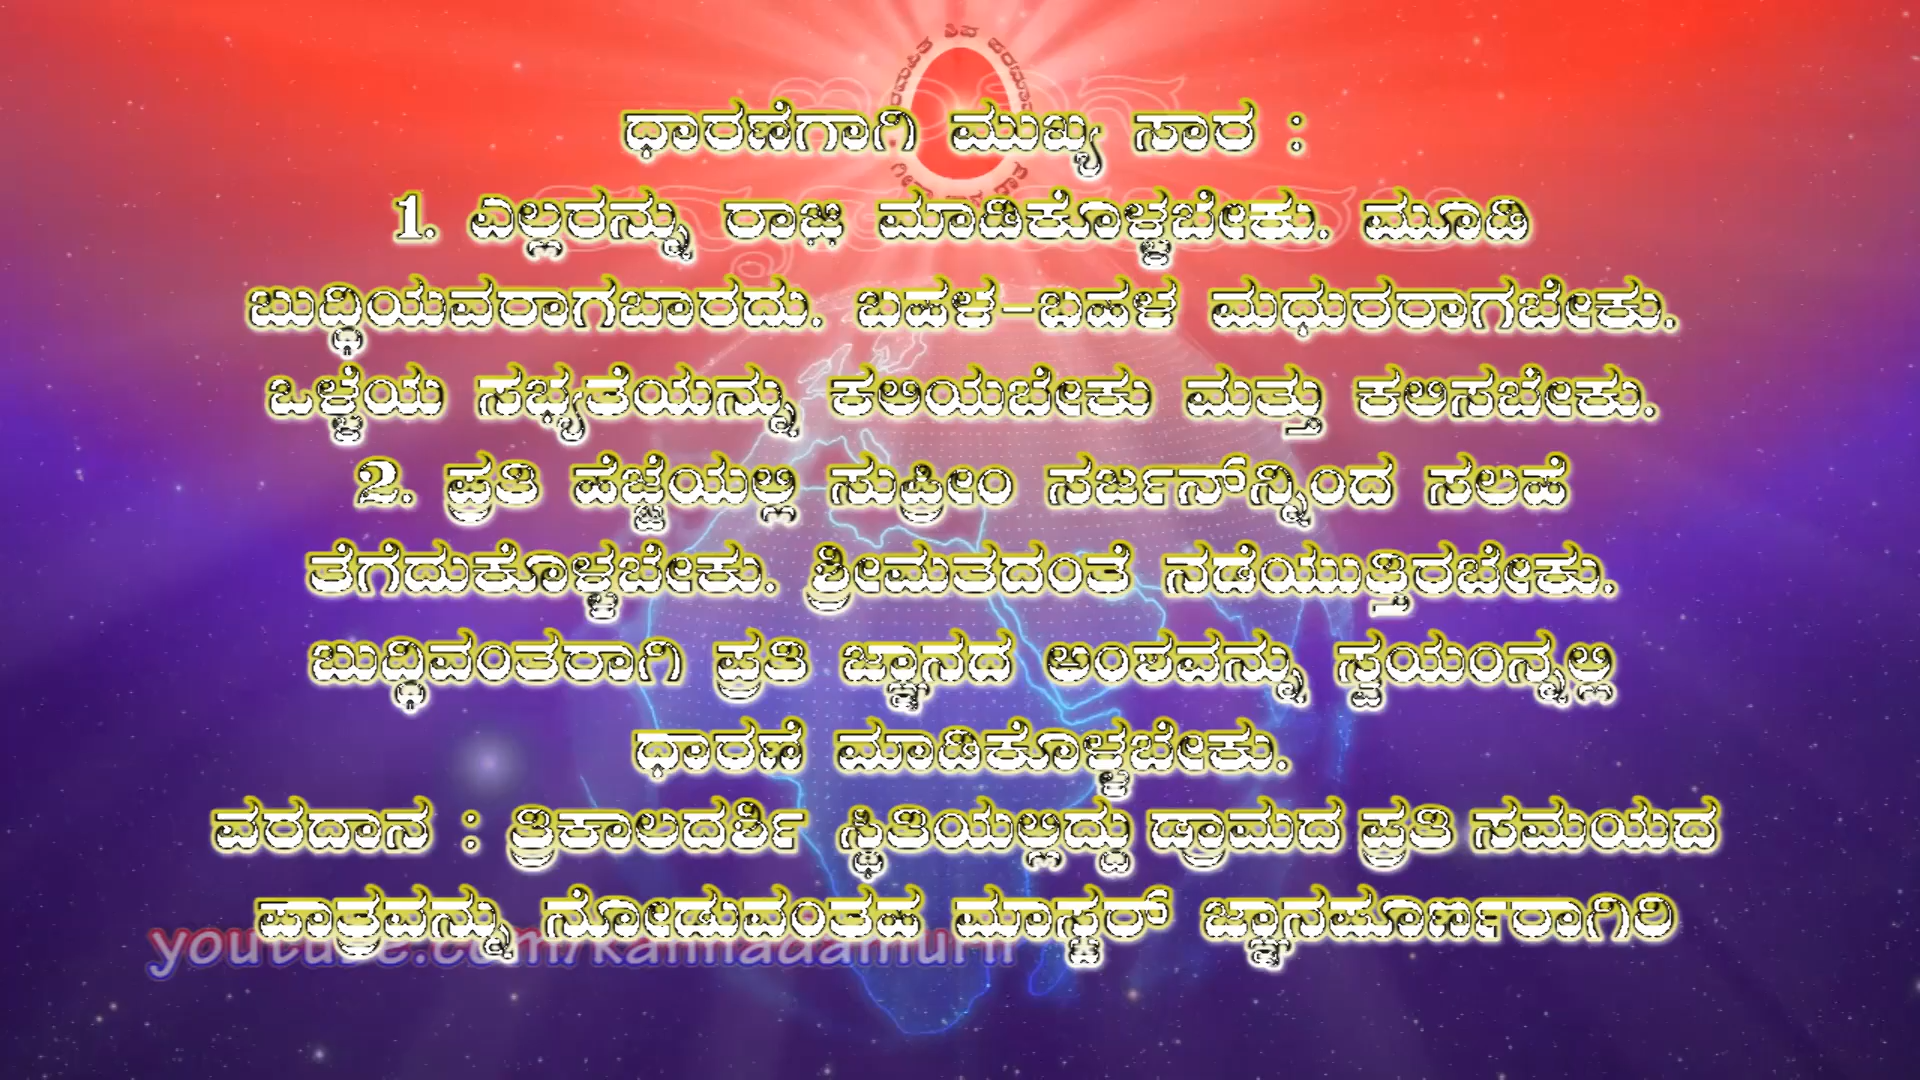 ಧಾರಣೆಗಾಗಿ ಮುಖ್ಯ ಸಾರ :
1. ಎಲ್ಲರನ್ನು ರಾಜಿ ಮಾಡಿಕೊಳ್ಳಬೇಕು. ಮೂಡಿ
ಬುದ್ಧಿಯವರಾಗಬಾರದು. ಬಹಳ-ಬಹಳ ಮಧುರರಾಗಬೇಕು.
ಒಳ್ಳೆಯ ಸಭ್ಯತೆಯನ್ನು ಕಲಿಯಬೇಕು ಮತ್ತು ಕಲಿಸಬೇಕು.
2. ಪ್ರತಿ ಹೆಜ್ಜೆಯಲ್ಲಿ ಸುಪ್ರೀಂ ಸರ್ಜನ್‌ನ್ನಿಂದ ಸಲಹೆ
ತೆಗೆದುಕೊಳ್ಳಬೇಕು. ಶ್ರೀಮತದಂತೆ ನಡೆಯುತ್ತಿರಬೇಕು.
ಬುದ್ಧಿವಂತರಾಗಿ ಪ್ರತಿ ಜ್ಞಾನದ ಅಂಶವನ್ನು ಸ್ವಯಂನ್ನಲ್ಲಿ
ಧಾರಣೆ ಮಾಡಿಕೊಳ್ಳಬೇಕು.
ವರದಾನ : ತ್ರಿಕಾಲದರ್ಶಿ ಸ್ಥಿತಿಯಲ್ಲಿದ್ದು ಡ್ರಾಮದ ಪ್ರತಿ ಸಮಯದ
ಪಾತ್ರವನ್ನು ನೋಡುವಂತಹ ಮಾಸ್ಟರ್ ಜ್ಞಾನಪೂರ್ಣರಾಗಿರಿ
youtube.com/kannadamurli